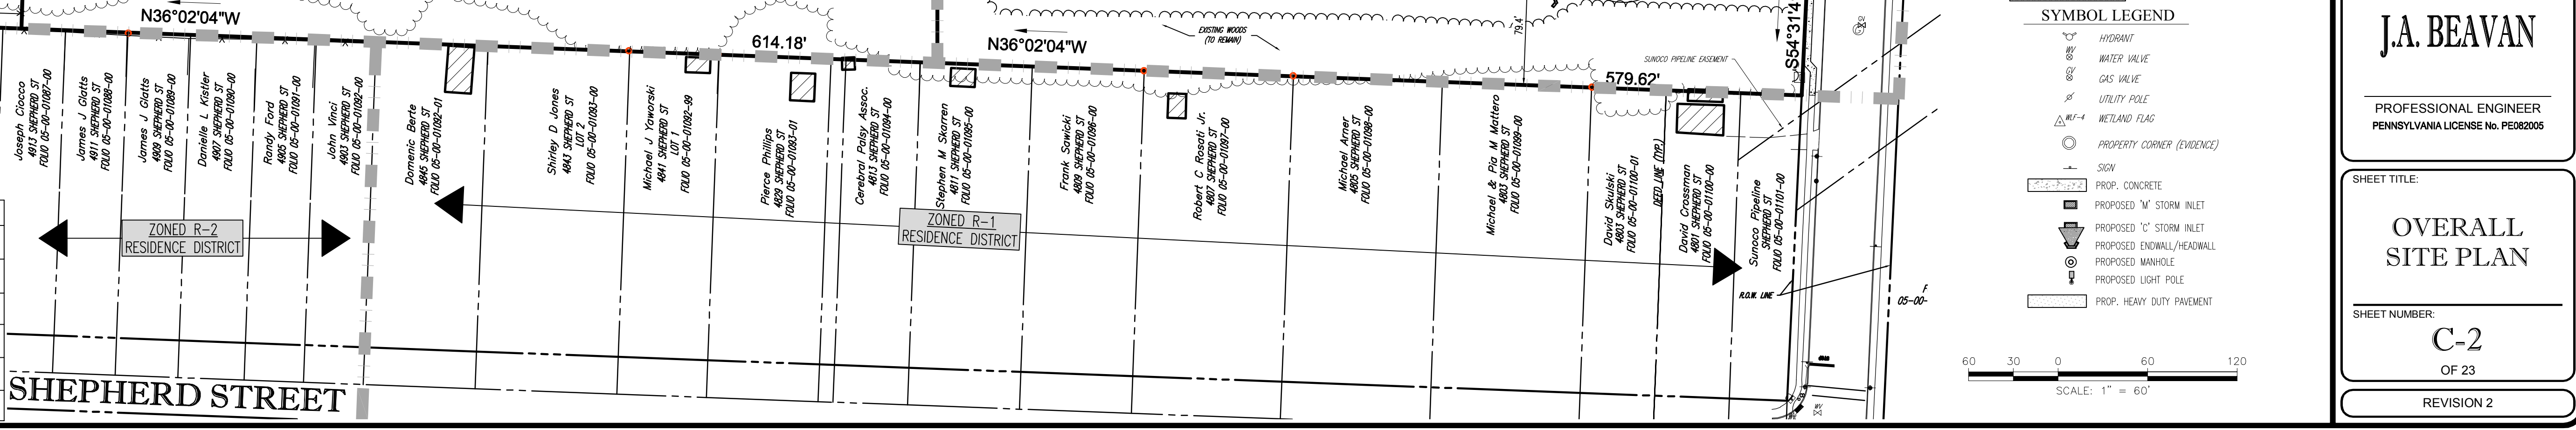 N36°02'04"W
614.18'
N36°02'04"W
EXISTING WOODS
(TO REMAIN)
79.4'
SUNOCO PIPELINE EASEMENT
579.62'
S54°31'4
Joseph Ciocco
4913 SHEPHERD ST
FOLIO 05-00-01087-00
James J Glatts
4911 SHEPHERD ST
FOLIO 05-00-01088-00
James J Glatts
4909 SHEPHERD ST
FOLIO 05-00-01089-00
Danielle L Kistler
4907 SHEPHERD ST
FOLIO 05-00-01090-00
Randy Ford
4905 SHEPHERD ST
FOLIO 05-00-01091-00
John Vinci
4903 SHEPHERD ST
FOLIO 05-00-01092-00
Domenic Berte
4845 SHEPHERD ST
FOLIO 05-00-01092-01
Shirley D Jones
4843 SHEPHERD ST
LOT 2
FOLIO 05-00-01093-00
Michael J Yaworski
4841 SHEPHERD ST
LOT 1
FOLIO 05-00-01092-99
Pierce Phillips
4829 SHEPHERD ST
FOLIO 05-00-01093-01
Cerebral Palsy Assoc.
4813 SHEPHERD ST
FOLIO 05-00-01094-00
Stephen M Skarren
4811 SHEPHERD ST
FOLIO 05-00-01095-00
Frank Sawicki
4809 SHEPHERD ST
FOLIO 05-00-01096-00
Robert C Rosati Jr.
4807 SHEPHERD ST
FOLIO 05-00-01097-00
Michael Arner
4805 SHEPHERD ST
FOLIO 05-00-01098-00
Michael & Pia M Mattero
4803 SHEPHERD ST
FOLIO 05-00-01099-00
David Skulski
4803 SHEPHERD ST
FOLIO 05-00-01100-01
DEED LINE (TYP.)
David Crossman
4801 SHEPHERD ST
FOLIO 05-00-01100-00
Sunoco Pipeline
SHEPHERD ST
FOLIO 05-00-01101-00
ZONED R-2
RESIDENCE DISTRICT
ZONED R-1
RESIDENCE DISTRICT
R.O.W. LINE
05-00-
WV
GV
SHEPHERD STREET
SYMBOL LEGEND
HYDRANT
WV
WATER VALVE
GV
GAS VALVE
UTILITY POLE
WLF-4 WETLAND FLAG
PROPERTY CORNER (EVIDENCE)
SIGN
PROP. CONCRETE
PROPOSED 'M' STORM INLET
PROPOSED 'C' STORM INLET
PROPOSED ENDWALL/HEADWALL
PROPOSED MANHOLE
PROPOSED LIGHT POLE
PROP. HEAVY DUTY PAVEMENT
60 30 0 60 120
SCALE: 1" = 60'
J.A. BEAVAN
PROFESSIONAL ENGINEER
PENNSYLVANIA LICENSE No. PE082005
SHEET TITLE:
OVERALL
SITE PLAN
SHEET NUMBER:
C-2
OF 23
REVISION 2